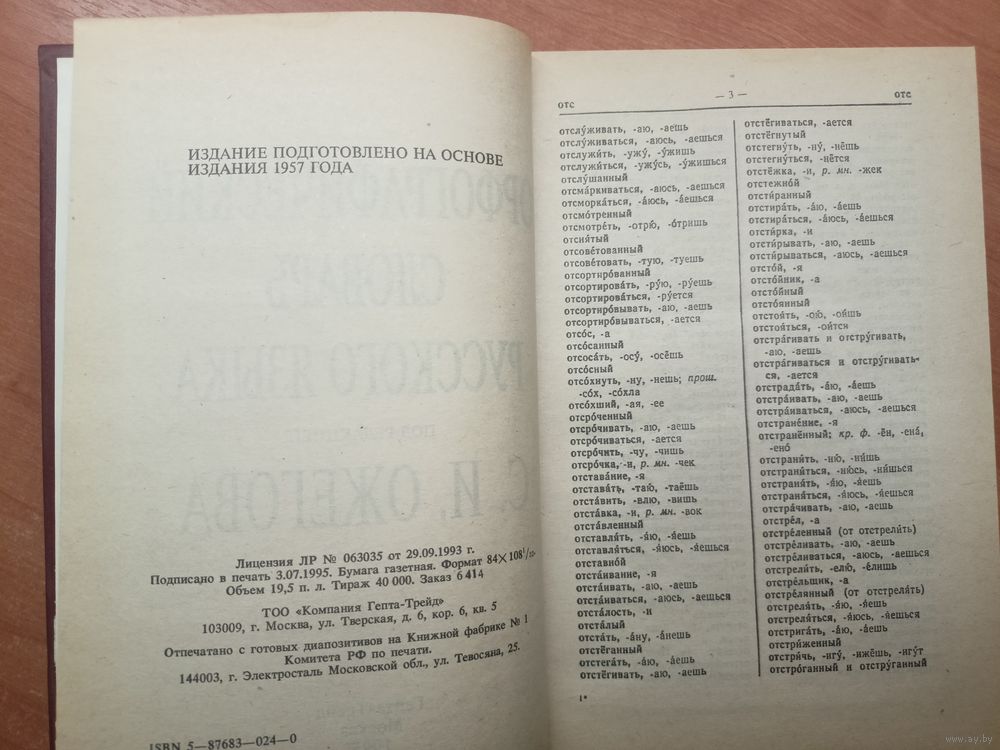 ИЗДАНИЕ ПОДГОТОВЛЕНО НА ОСНОВЕ
ИЗДАНИЯ 1957 ГОДА
Лицензия ЛР № 063035 от 29.09.1993 г.
Подписано в печать 3.07.1995. Бумага газетная. Формат 84×108¹/₃₂.
Объем 19,5 п. л. Тираж 40 000. Заказ 6414
ТОО «Компания Гепта-Трейд»
103009, г. Москва, ул. Тверская, д. 6, кор. 6, кв. 5
Отпечатано с готовых диапозитивов на Книжной фабрике № 1
Комитета РФ по печати.
144003, г. Электросталь Московской обл., ул. Тевосяна, 25.
ISBN 5—87683—024—0
отс — 3 — отс
отслу́живать, -аю, -аешь
отслу́живаться, -аюсь, -аешься
отслужи́ть, -ужу́, -у́жишь
отслужи́ться, -ужу́сь, -у́жишься
отслу́шанный
отсма́ркиваться, -аюсь, -аешься
отсморка́ться, -а́юсь, -а́ешься
отсмо́тренный
отсмотре́ть, -отрю́, -о́тришь
отсня́тый
отсове́тованный
отсове́товать, -тую, -туешь
отсортиро́ванный
отсортирова́ть, -ру́ю, -ру́ешь
отсортирова́ться, -ру́ется
отсортиро́вывать, -аю, -аешь
отсортиро́вываться, -ается
отсо́с, -а
отсо́санный
отсоса́ть, -осу́, -осёшь
отсо́сный
отсо́хнуть, -ну, -нешь; прош.
-со́х, -со́хла
отсо́хший, -ая, -ее
отсро́ченный
отсро́чивать, -аю, -аешь
отсро́чиваться, -ается
отсро́чить, -чу, -чишь
отсро́чка, -и, р. мн. -чек
отстава́ние, -я
отстава́ть, -таю́, -таёшь
отста́вить, -влю, -вишь
отста́вка, -и, р. мн. -вок
отста́вленный
отставля́ть, -я́ю, -я́ешь
отставля́ться, -я́юсь, -я́ешься
отставно́й
отста́ивание, -я
отста́ивать, -аю, -аешь
отста́иваться, -аюсь, -аешься
отста́лость, -и
отста́лый
отста́ть, -а́ну, -а́нешь
отстёганный
отстега́ть, -а́ю, -а́ешь
отстёгивать, -аю, -аешь
отстёгиваться, -ается
отстёгнутый
отстегну́ть, -ну́, -нёшь
отстегну́ться, -нётся
отстёжка, -и, р. мн. -жек
отстежно́й
отсти́ранный
отстира́ть, -а́ю, -а́ешь
отстира́ться, -а́юсь, -а́ешься
отсти́рка, -и
отсти́рывать, -аю, -аешь
отсти́рываться, -аюсь, -аешься
отсто́й, -я
отсто́йник, -а
отсто́йный
отсто́янный
отстоя́ть, -ою́, -ои́шь
отстоя́ться, -ои́тся
отстра́гивать и отстру́гивать,
-аю, -аешь
отстра́гиваться и отстру́гивать-
ся, -ается
отстрада́ть, -а́ю, -а́ешь
отстра́ивать, -аю, -аешь
отстра́иваться, -аюсь, -аешься
отстране́ние, -я
отстранённый; кр. ф. -ён, -ена́,
-ено́
отстрани́ть, -ню́, -ни́шь
отстрани́ться, -ню́сь, -ни́шься
отстраня́ть, -я́ю, -я́ешь
отстраня́ться, -я́юсь, -я́ешься
отстра́чивать, -аю, -аешь
отстре́л, -а
отстре́ленный (от отстрели́ть)
отстре́ливать, -аю, -аешь
отстре́ливаться, -аюсь, -аешься
отстрели́ть, -елю́, -е́лишь
отстре́льщик, -а
отстре́лянный (от отстреля́ть)
отстреля́ть, -я́ю, -я́ешь
отстреля́ться, -я́юсь, -я́ешься
отстрига́ть, -а́ю, -а́ешь
отстри́женный
отстри́чь, -игу́, -ижёшь, -игу́т
отстро́ганный и отстру́ганный
1*
www.ay.by